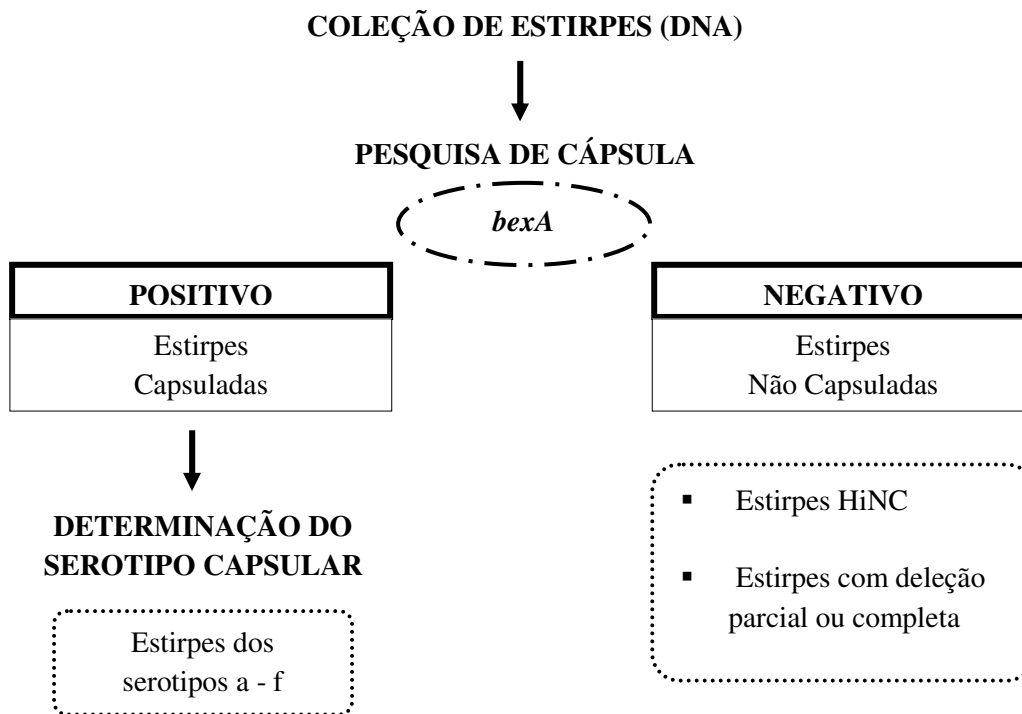 COLEÇÃO DE ESTIRPES (DNA)
PESQUISA DE CÁPSULA
bexA
POSITIVO
Estirpes
Capsuladas
NEGATIVO
Estirpes
Não Capsuladas
DETERMINAÇÃO DO
SEROTIPO CAPSULAR
Estirpes dos
serotipos a - f
▪ Estirpes HiNC
▪ Estirpes com deleção
parcial ou completa